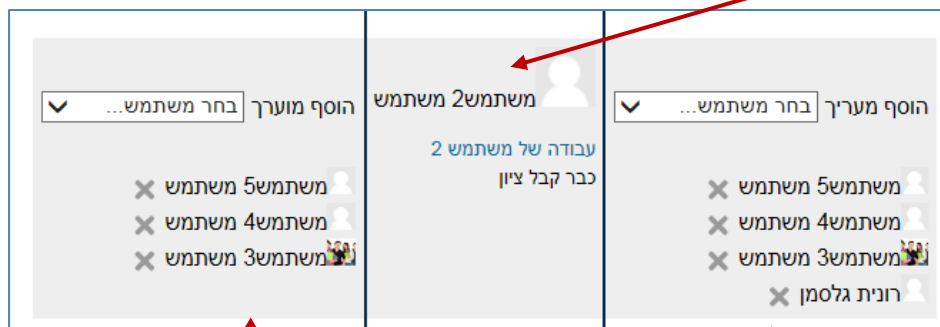 הוסף מעריך בחר משתמש...
משתמש5 משתמש
משתמש4 משתמש
משתמש3 משתמש
רונית גלסמן
משתמש2 משתמש
עבודה של משתמש 2
כבר קבל ציון
הוסף מוערך בחר משתמש...
משתמש5 משתמש
משתמש4 משתמש
משתמש3 משתמש